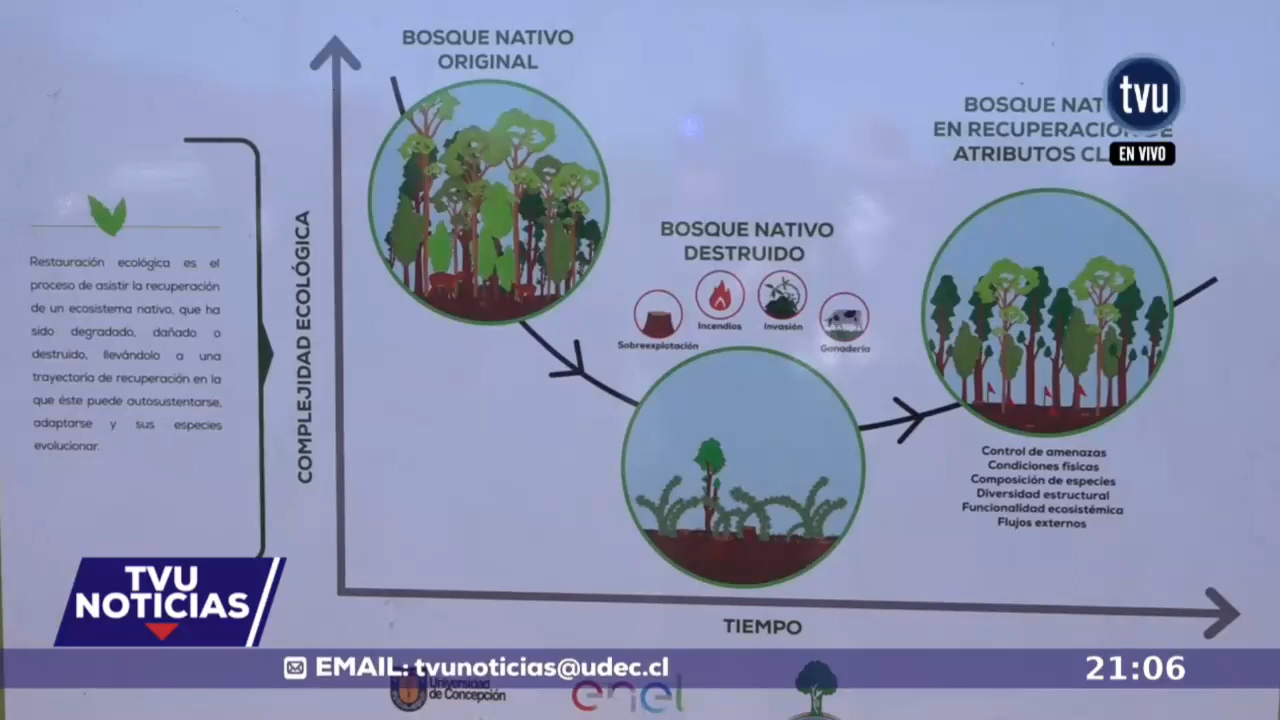 BOSQUE NATIVO
ORIGINAL
tvu
EN VIVO
BOSQUE NAT
EN RECUPERACIÓN DE
ATRIBUTOS CL
BOSQUE NATIVO
DESTRUIDO
Sobreexplotación
Incendios
Invasión
Ganadería
COMPLEJIDAD ECOLÓGICA
Restauración ecológica es el
proceso de asistir la recuperación
de un ecosistema nativo, que ha
sido degradado, dañado o
destruido, llevándolo a una
trayectoria de recuperación en la
que éste puede autosustentarse,
adaptarse y sus especies
evolucionar.
Control de amenazas
Condiciones físicas
Composición de especies
Diversidad estructural
Funcionalidad ecosistémica
Flujos externos
TIEMPO
TVU
NOTICIAS
EMAIL: tvunoticias@udec.cl
21:06
Universidad
de Concepción
enel